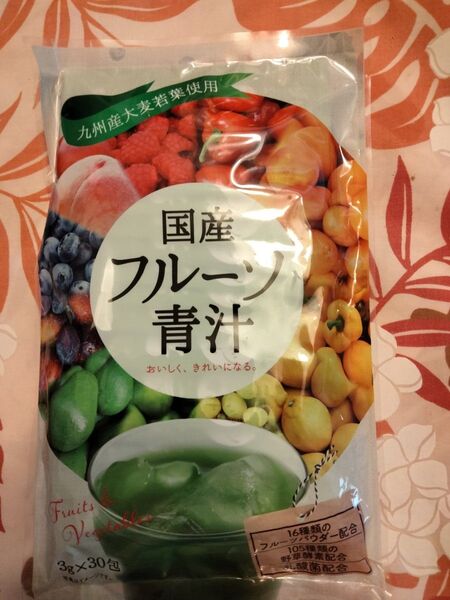 九州産大麦若葉使用
国産
フルーツ
青汁
おいしく、きれいになる。
Fruits &
Vegetables
16種類の
フルーツパウダー配合
105種類の
野草酵素配合
乳酸菌配合
3g×30包